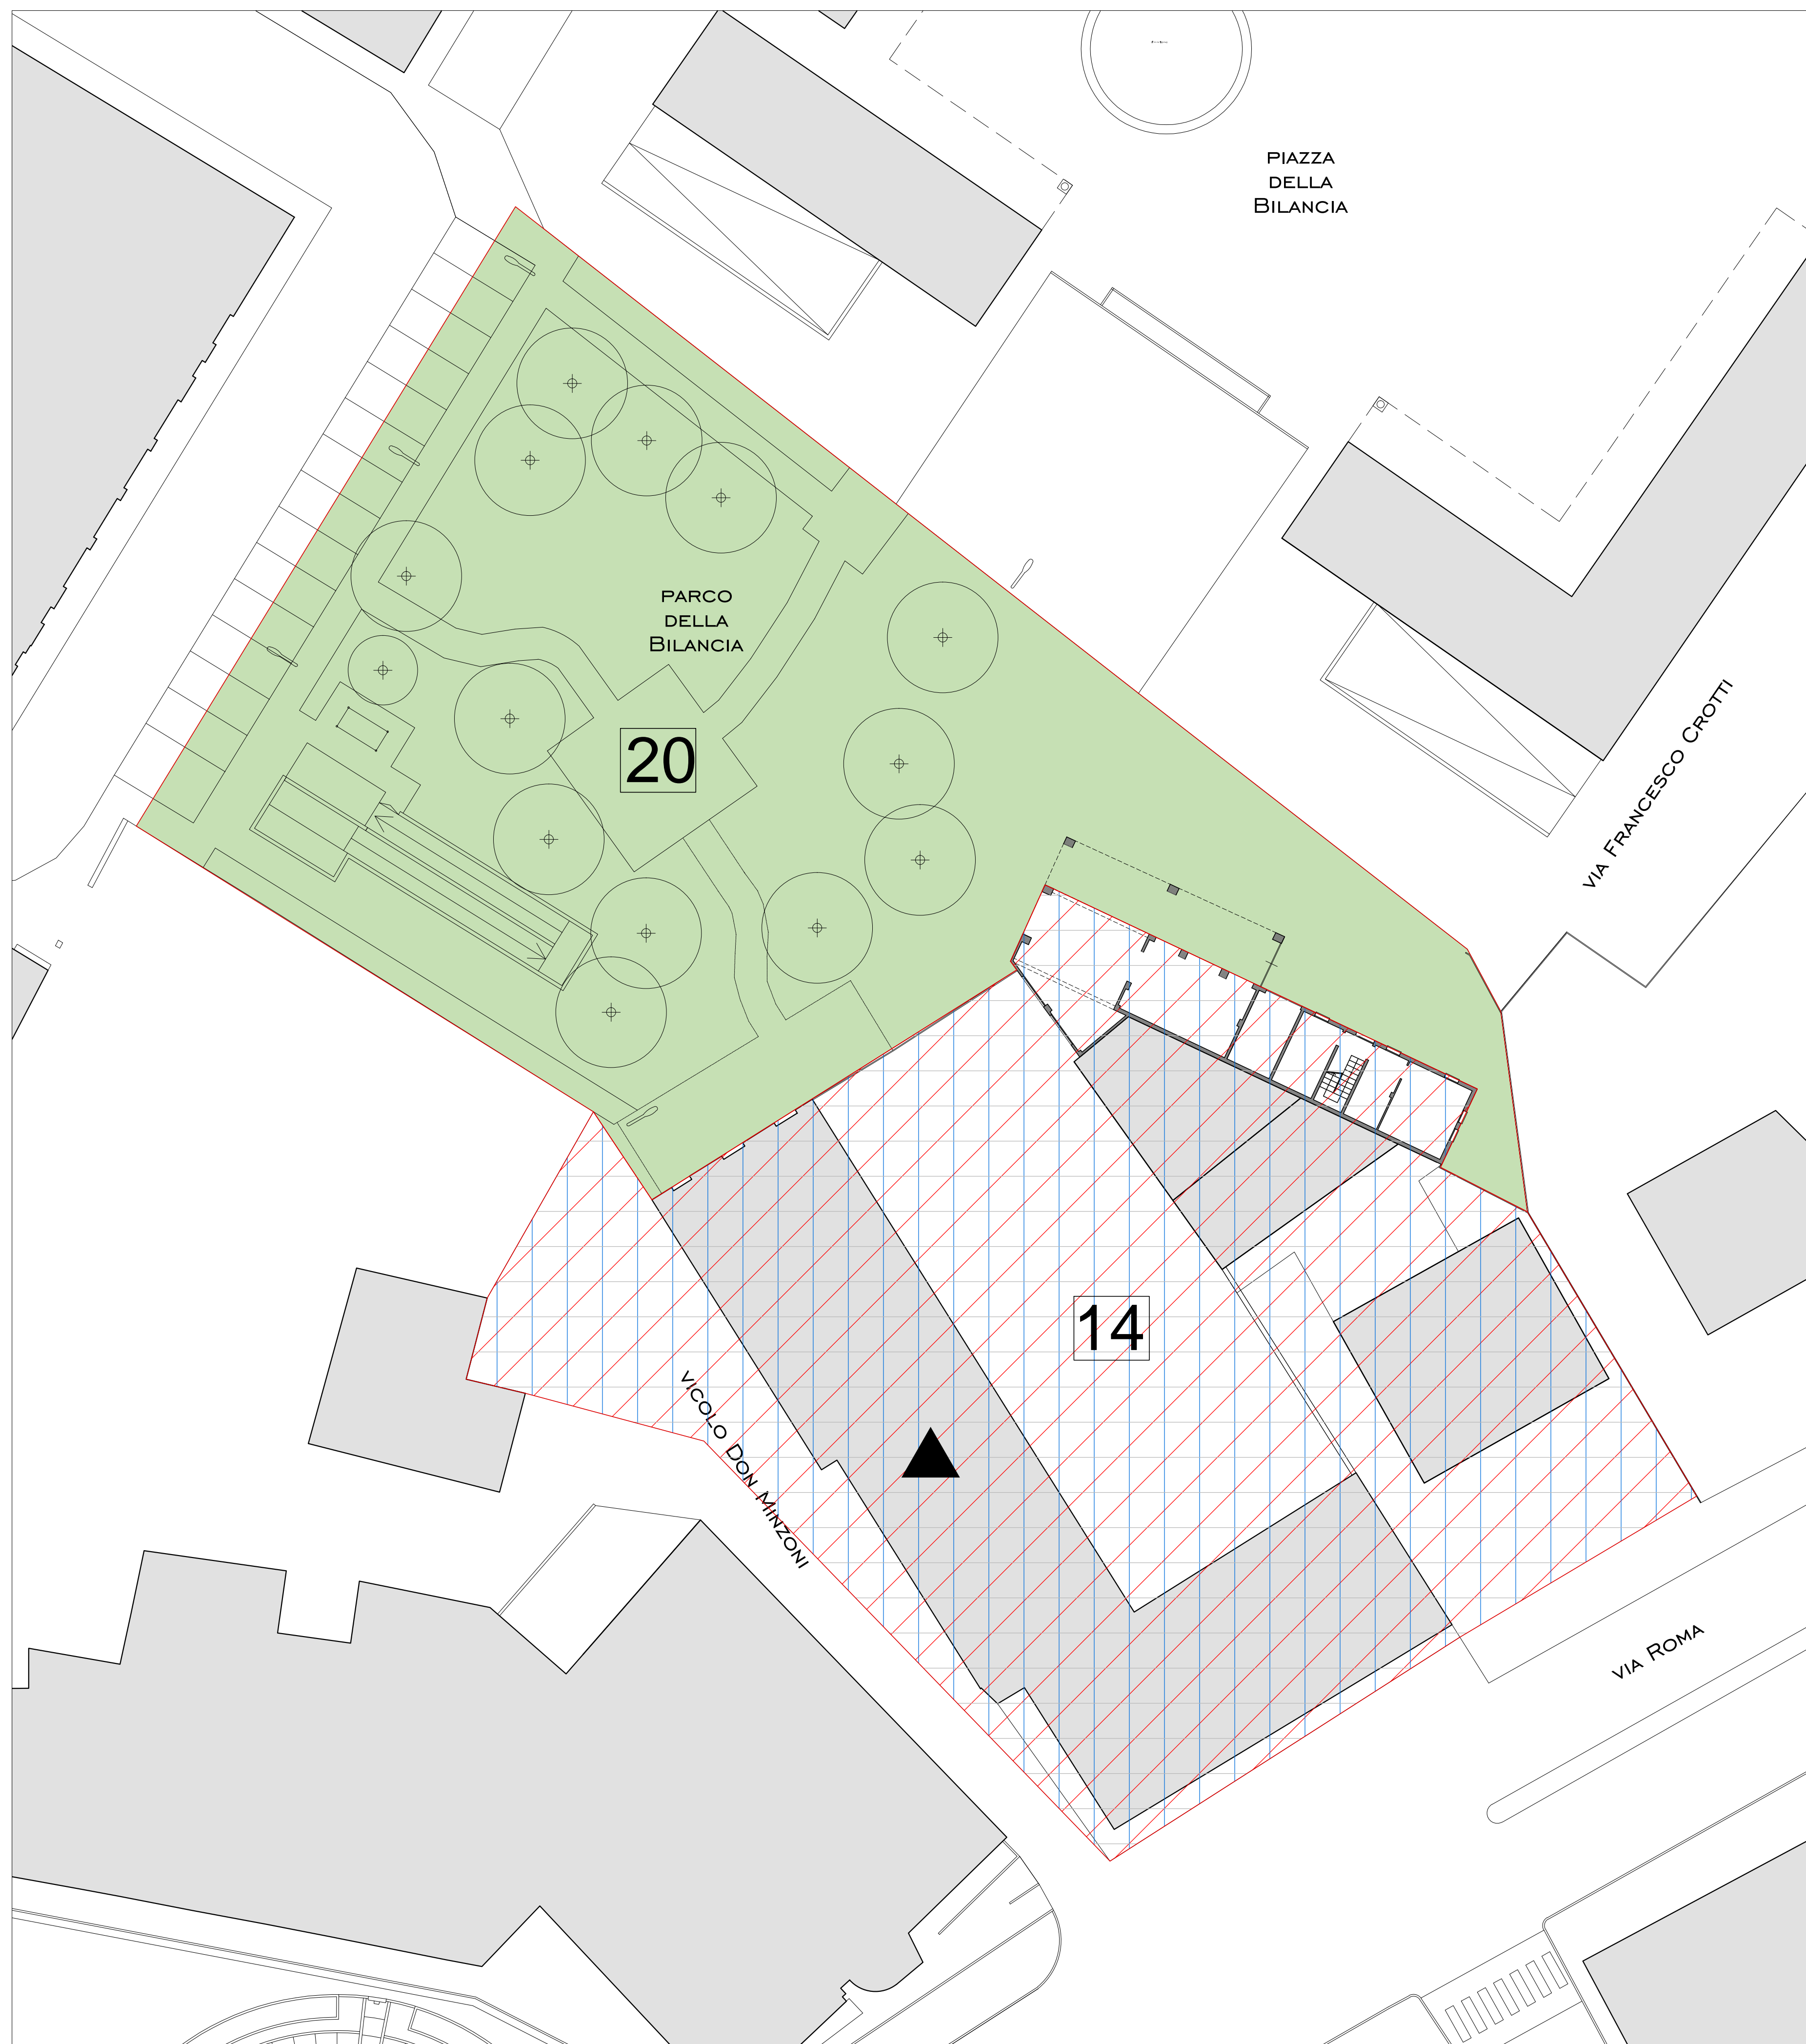 PIAZZA
DELLA
BILANCIA
PARCO
DELLA
BILANCIA
VIA FRANCESCO CROTTI
20
14
VICOLO DON MINZONI
VIA ROMA